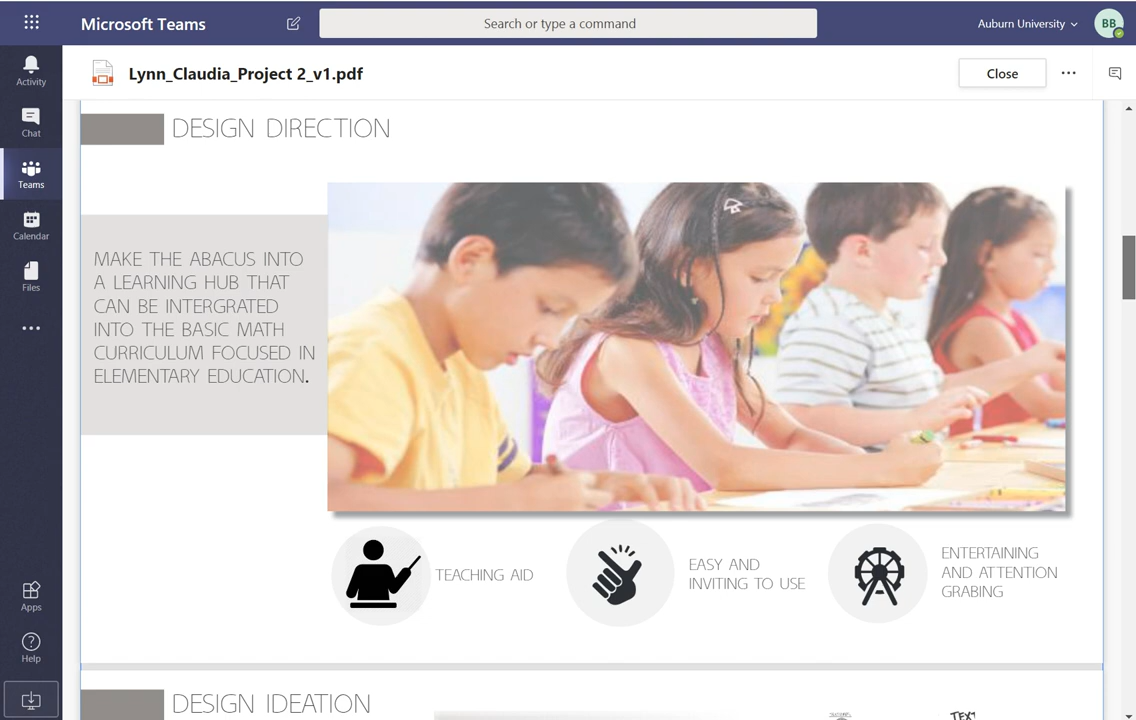 Microsoft Teams
Search or type a command
Auburn University
BB
Activity
Chat
Teams
Calendar
Files
Apps
Help
Lynn_Claudia_Project 2_v1.pdf
Close
DESIGN DIRECTION
MAKE THE ABACUS INTO
A LEARNING HUB THAT
CAN BE INTERGRATED
INTO THE BASIC MATH
CURRICULUM FOCUSED IN
ELEMENTARY EDUCATION.
TEACHING AID
EASY AND
INVITING TO USE
ENTERTAINING
AND ATTENTION
GRABING
DESIGN IDEATION
TEXT